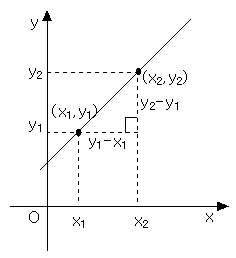 y
y₂
(x₂, y₂)
(x₁, y₁)
y₂−y₁
y₁
y₁−x₁
O
x₁
x₂
x